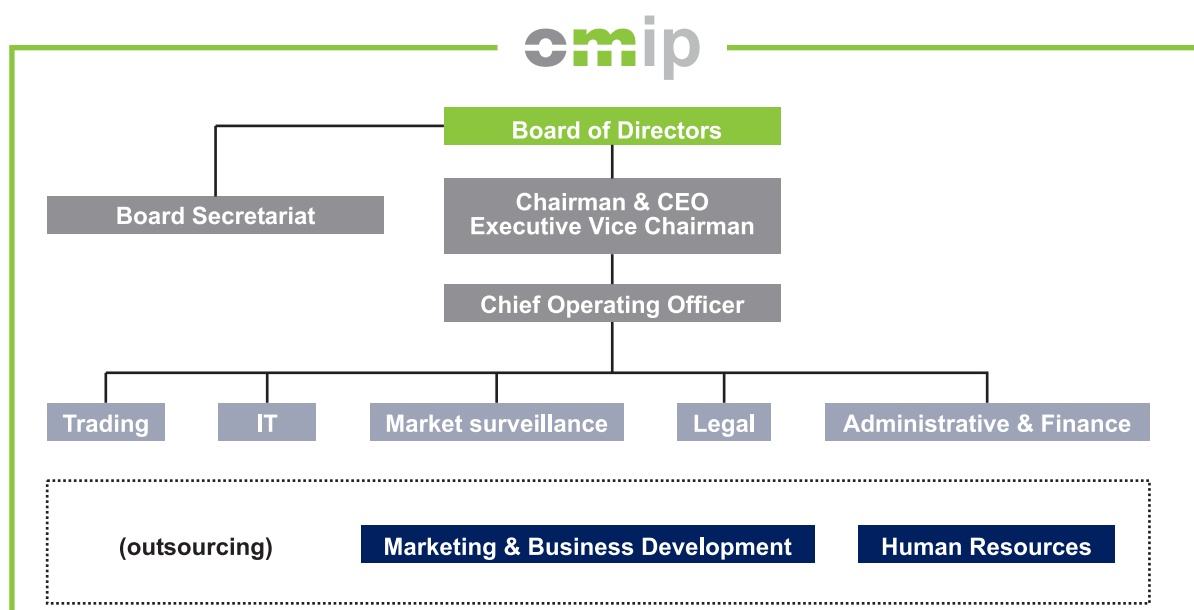 omip
Board of Directors
Board Secretariat
Chairman & CEO
Executive Vice Chairman
Chief Operating Officer
Trading
IT
Market surveillance
Legal
Administrative & Finance
(outsourcing)
Marketing & Business Development
Human Resources